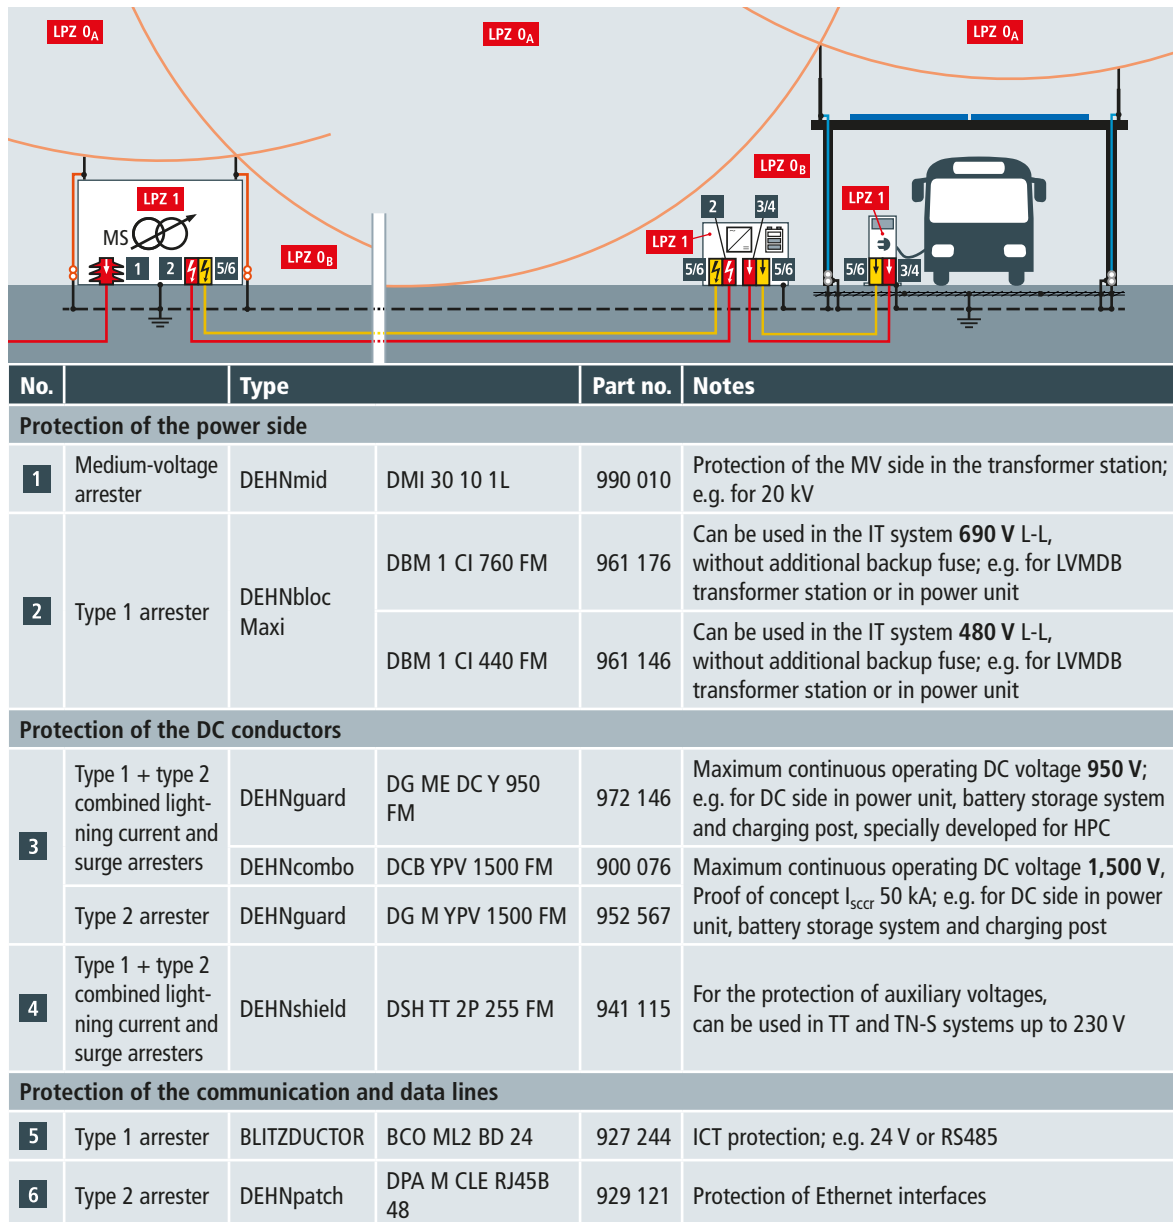 LPZ 0A
LPZ 0A
LPZ 0A
LPZ 0B
LPZ 1
LPZ 1
2
3/4
MS
LPZ 1
LPZ 0B
1
2
5/6
5/6
5/6
5/6
3/4
No. Type Part no. Notes
Protection of the power side
1
Medium-voltage
arrester
DEHNmid
DMI 30 10 1L
990 010
Protection of the MV side in the transformer station;
e.g. for 20 kV
2
Type 1 arrester
DEHNbloc
Maxi
DBM 1 CI 760 FM
961 176
Can be used in the IT system 690 V L-L,
without additional backup fuse; e.g. for LVMDB
transformer station or in power unit
DBM 1 CI 440 FM
961 146
Can be used in the IT system 480 V L-L,
without additional backup fuse; e.g. for LVMDB
transformer station or in power unit
Protection of the DC conductors
3
Type 1 + type 2
combined light-
ning current and
surge arresters
DEHNguard
DG ME DC Y 950
FM
972 146
Maximum continuous operating DC voltage 950 V;
e.g. for DC side in power unit, battery storage system
and charging post, specially developed for HPC
DEHNcombo
DCB YPV 1500 FM
900 076
Maximum continuous operating DC voltage 1,500 V,
Proof of concept Isccr 50 kA; e.g. for DC side in power
unit, battery storage system and charging post
Type 2 arrester
DEHNguard
DG M YPV 1500 FM
952 567
4
Type 1 + type 2
combined light-
ning current and
surge arresters
DEHNshield
DSH TT 2P 255 FM
941 115
For the protection of auxiliary voltages,
can be used in TT and TN-S systems up to 230 V
Protection of the communication and data lines
5
Type 1 arrester
BLITZDUCTOR
BCO ML2 BD 24
927 244
ICT protection; e.g. 24 V or RS485
6
Type 2 arrester
DEHNpatch
DPA M CLE RJ45B
48
929 121
Protection of Ethernet interfaces